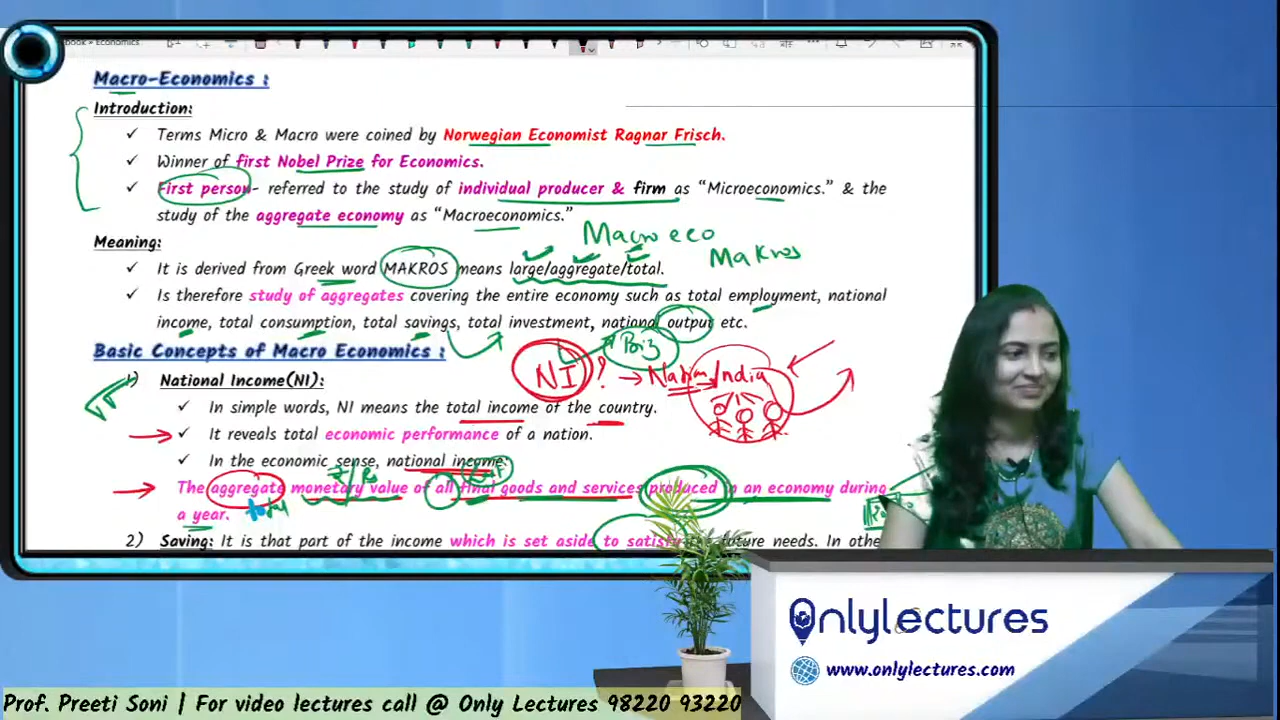 book » Economics
Macro-Economics :
Introduction:
✓ Terms Micro & Macro were coined by Norwegian Economist Ragnar Frisch.
✓ Winner of first Nobel Prize for Economics.
✓ First person- referred to the study of individual producer & firm as “Microeconomics.” & the
study of the aggregate economy as “Macroeconomics.”
Macro eco
Makros
Meaning:
✓ It is derived from Greek word MAKROS means large/aggregate/total.
✓ Is therefore study of aggregates covering the entire economy such as total employment, national
income, total consumption, total savings, total investment, national output etc.
Basic Concepts of Macro Economics :
NI ? → Nation India
1) National Income(NI):
✓ In simple words, NI means the total income of the country.
✓ It reveals total economic performance of a nation.
✓ In the economic sense, national income:
The aggregate monetary value of all final goods and services produced in an economy during
a year. total
2) Saving: It is that part of the income which is set aside to satisfy future needs. In other
Onlylectures
www.onlylectures.com
Prof. Preeti Soni | For video lectures call @ Only Lectures 98220 93220